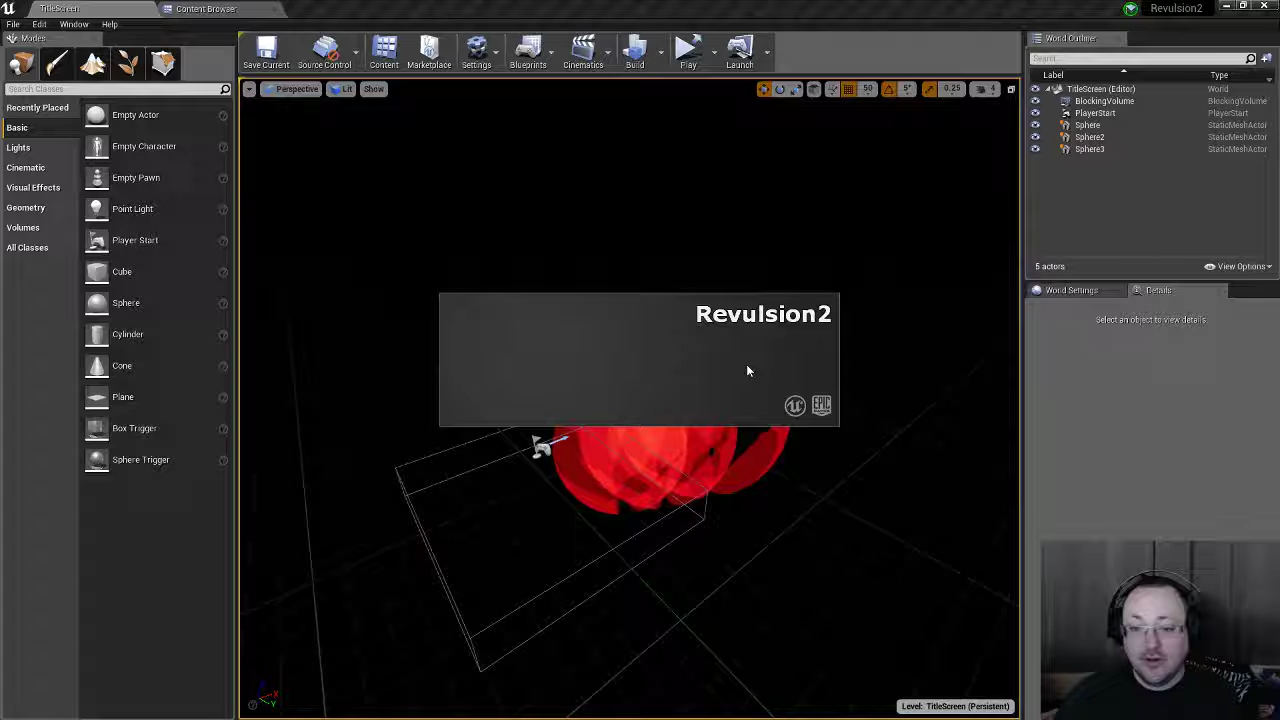 TitleScreen
Content Browser
Revulsion2
File Edit Window Help
Modes
Search Classes
Recently Placed
Basic
Lights
Cinematic
Visual Effects
Geometry
Volumes
All Classes
Empty Actor
Empty Character
Empty Pawn
Point Light
Player Start
Cube
Sphere
Cylinder
Cone
Plane
Box Trigger
Sphere Trigger
Save Current
Source Control
Content
Marketplace
Settings
Blueprints
Cinematics
Build
Play
Launch
Perspective
Lit
Show
50
5°
0.25
4
Revulsion2
EPIC
Level: TitleScreen (Persistent)
World Outliner
Search...
Label Type
TitleScreen (Editor) World
BlockingVolume BlockingVolume
PlayerStart PlayerStart
Sphere StaticMeshActor
Sphere2 StaticMeshActor
Sphere3 StaticMeshActor
5 actors
View Options
World Settings
Details
Select an object to view details.
X
Y